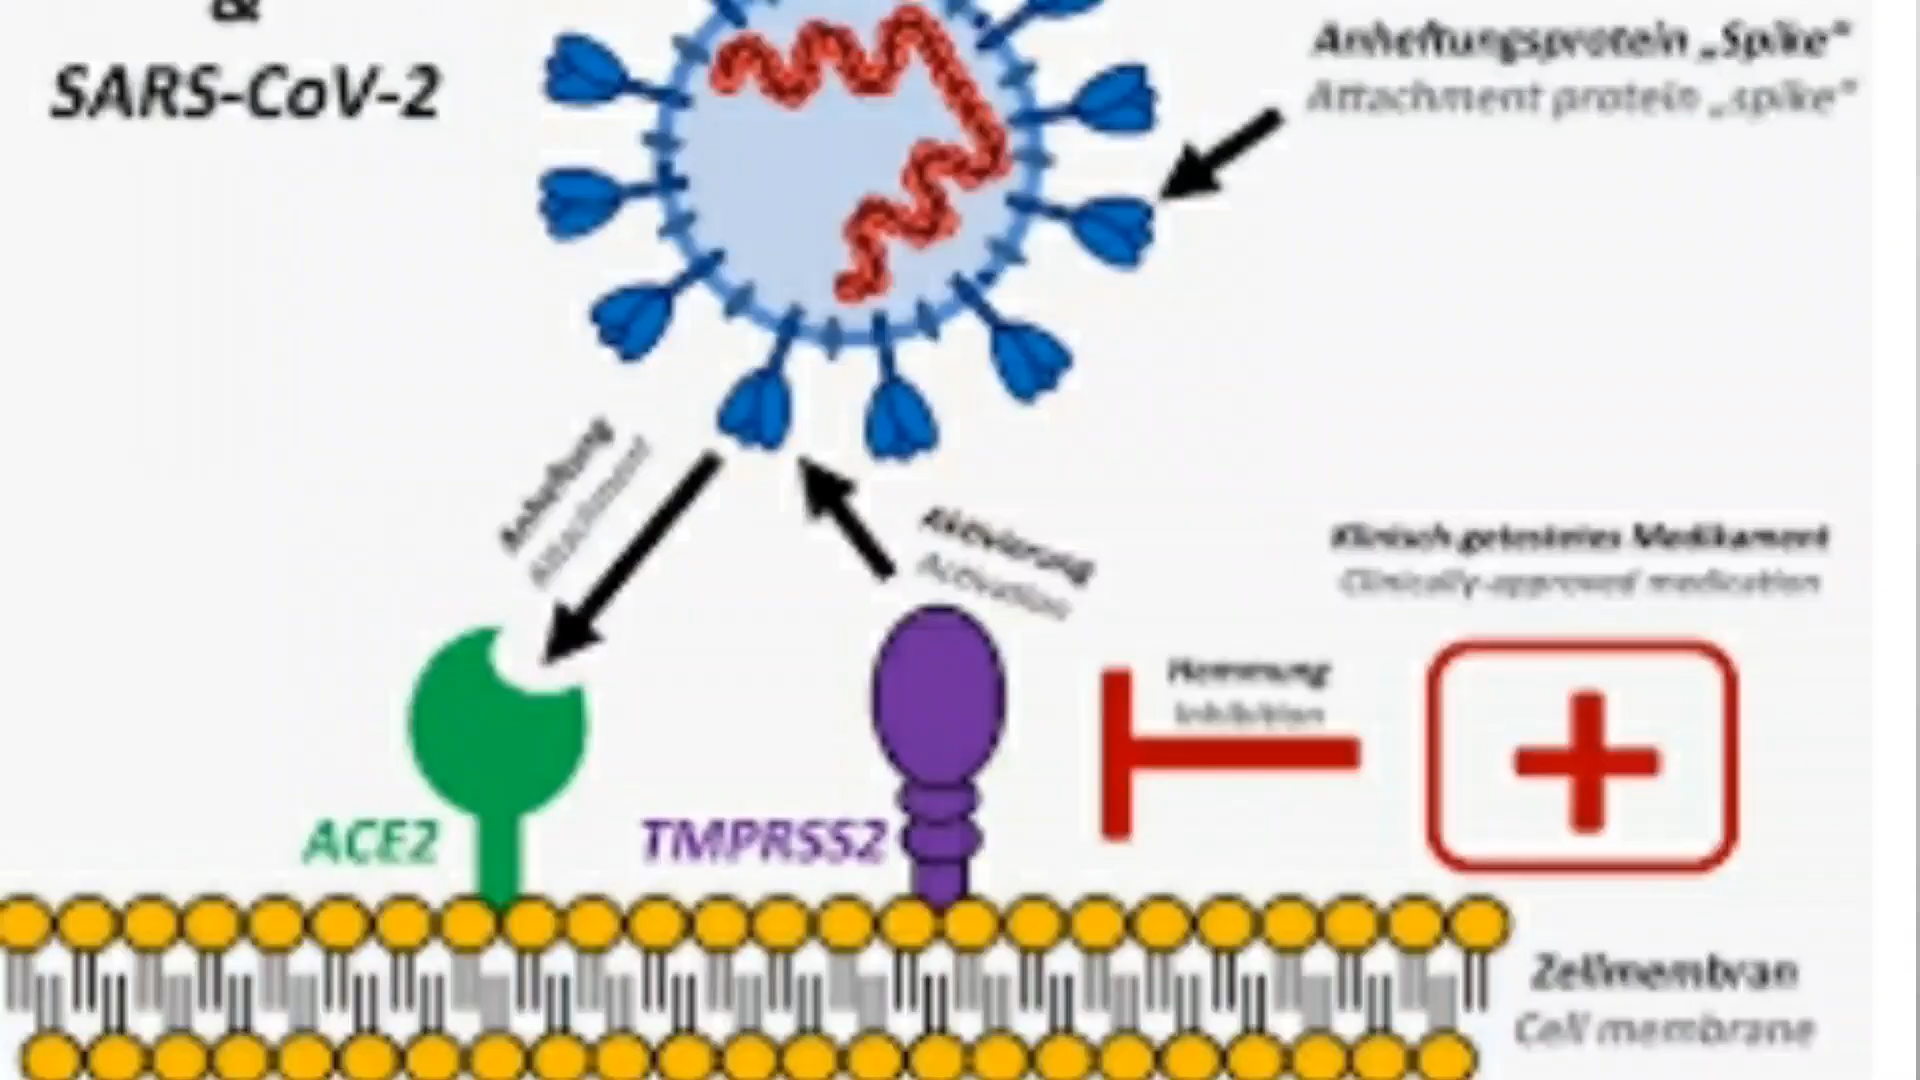 &
SARS-CoV-2
Anheftungsprotein „Spike“
Attachment protein „spike“
Anheftung
Attachment
Aktivierung
Activation
Klinisch getestetes Medikament
Clinically-approved medication
Hemmung
Inhibition
ACE2
TMPRSS2
Zellmembran
Cell membrane